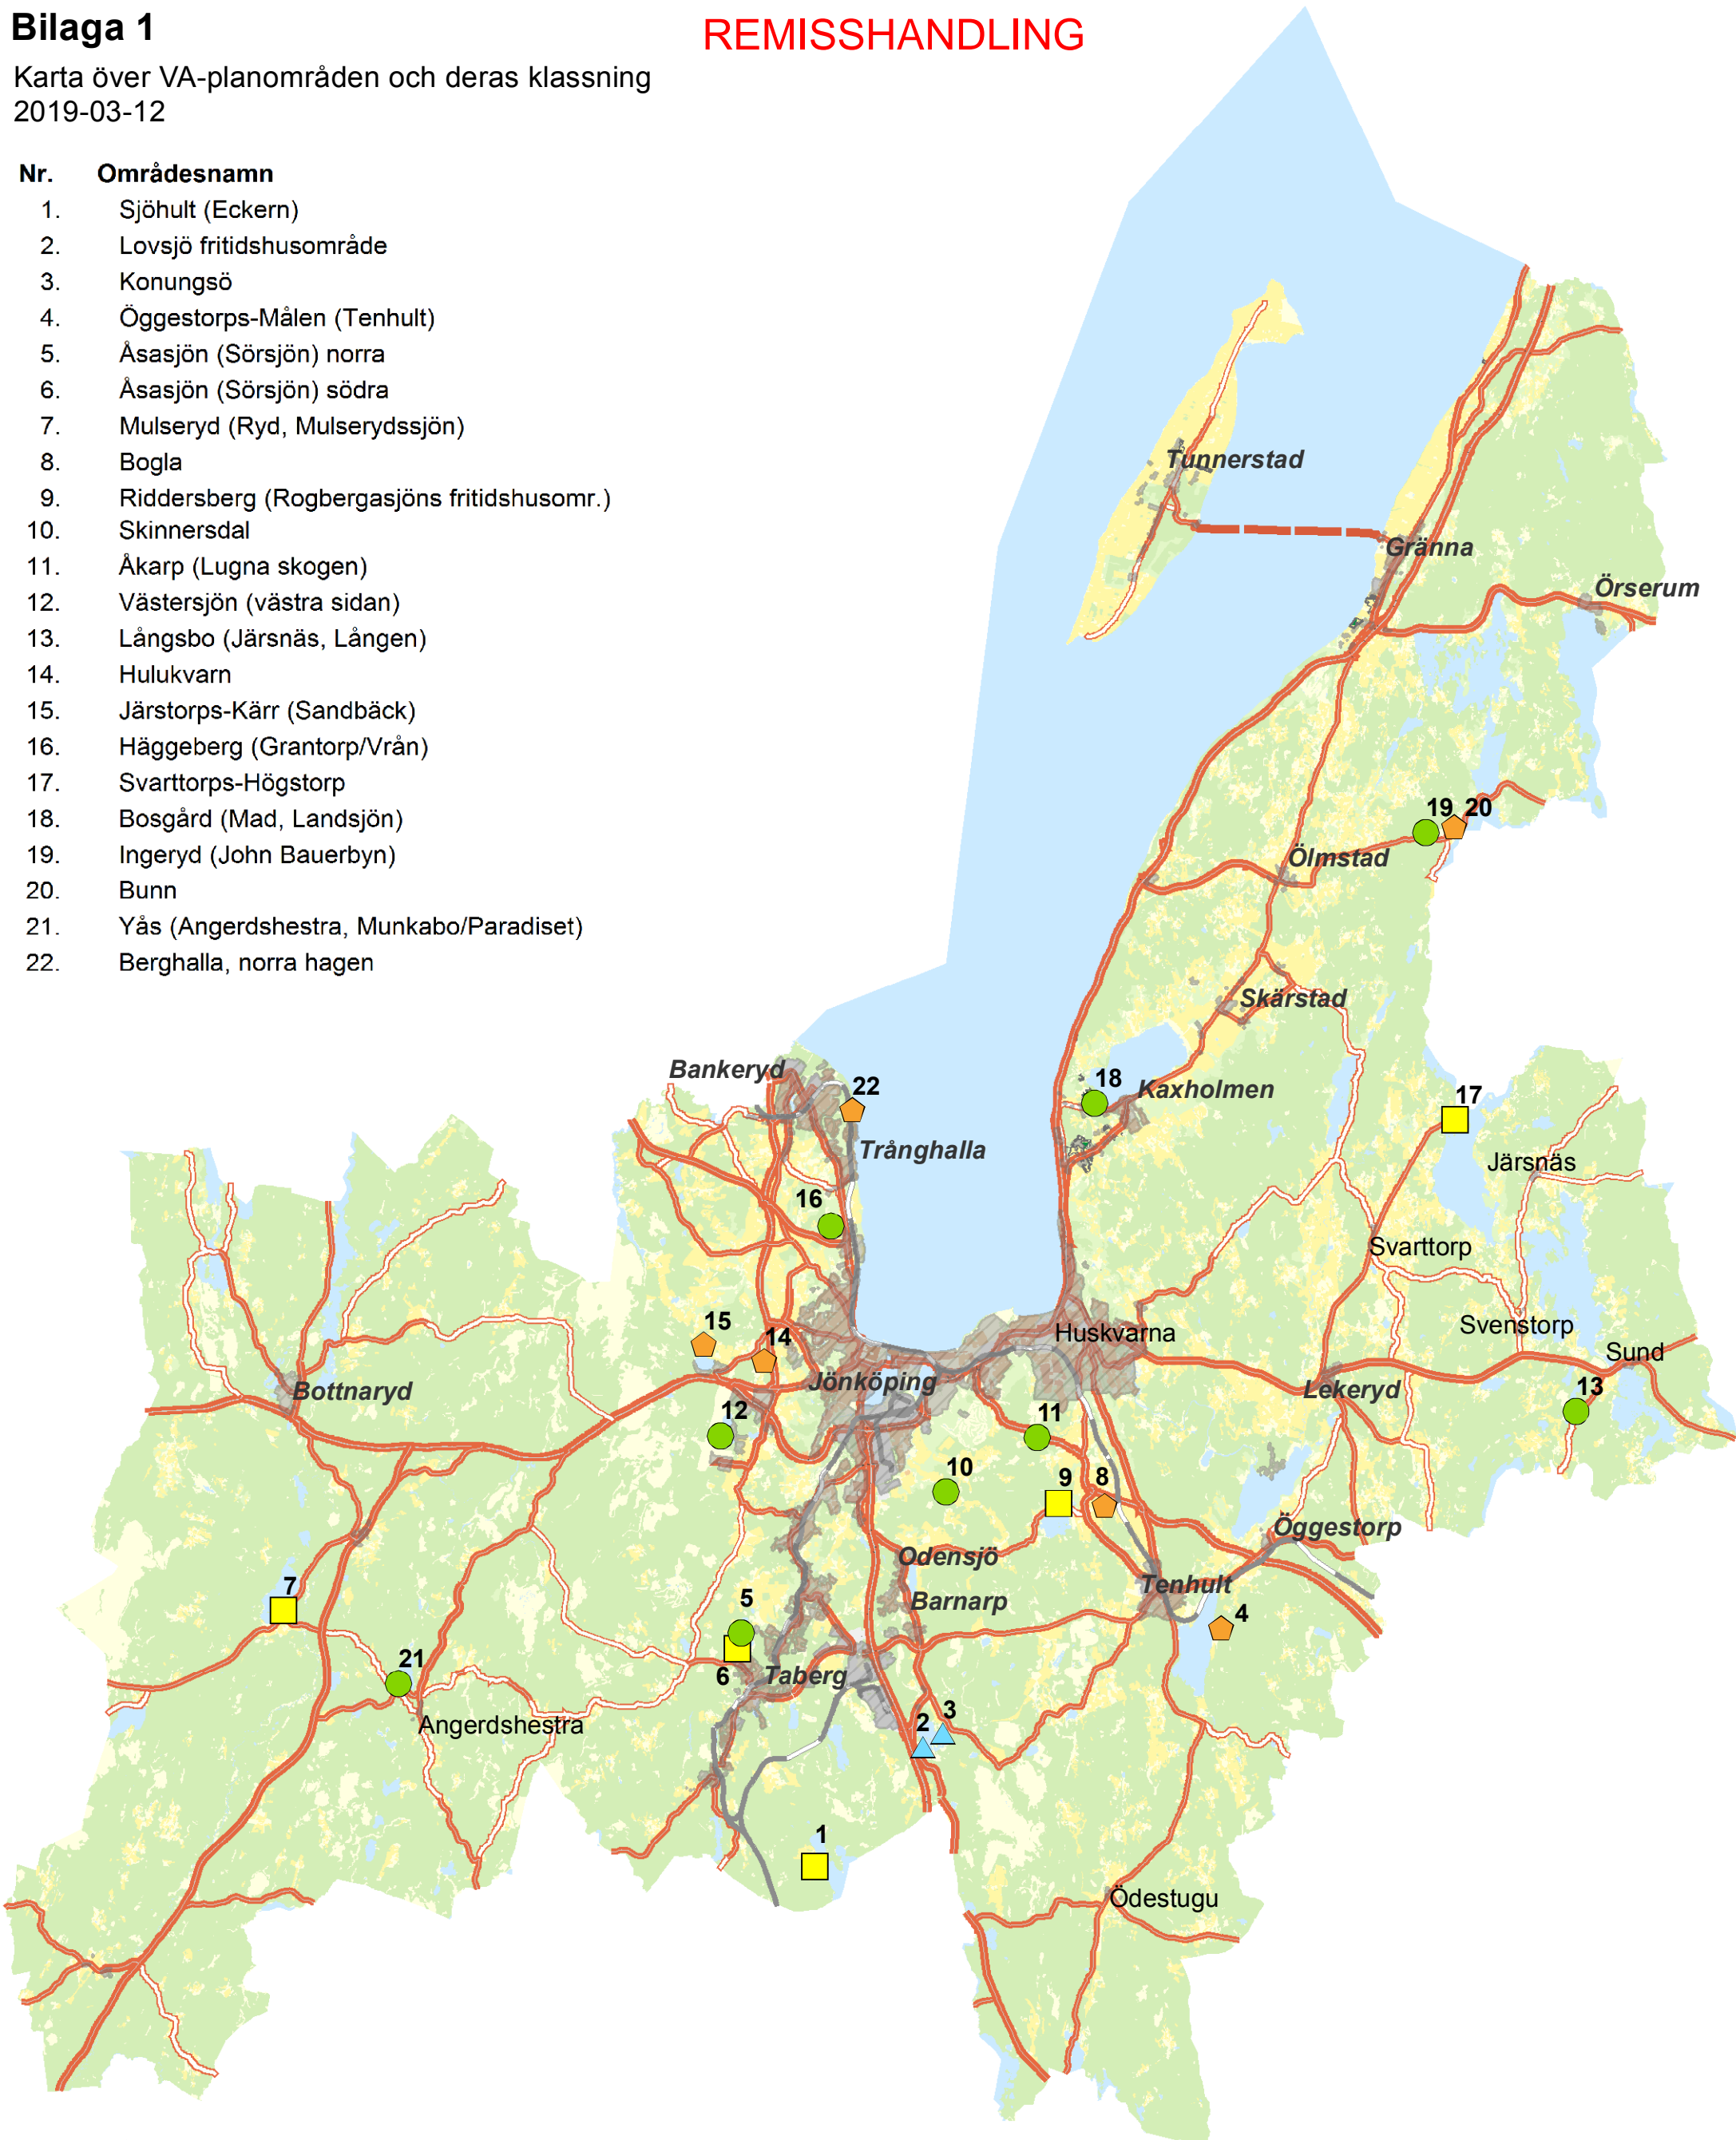 Bilaga 1
REMISSHANDLING
Karta över VA-planområden och deras klassning
2019-03-12
Nr. Områdesnamn
1. Sjöhult (Eckern)
2. Lovsjö fritidshusområde
3. Konungsö
4. Öggestorps-Målen (Tenhult)
5. Åsasjön (Sörsjön) norra
6. Åsasjön (Sörsjön) södra
7. Mulseryd (Ryd, Mulserydssjön)
8. Bogla
9. Riddersberg (Rogbergasjöns fritidshusomr.)
10. Skinnersdal
11. Åkarp (Lugna skogen)
12. Västersjön (västra sidan)
13. Långsbo (Järsnäs, Lången)
14. Hulukvarn
15. Järstorps-Kärr (Sandbäck)
16. Häggeberg (Grantorp/Vrån)
17. Svarttorps-Högstorp
18. Bosgård (Mad, Landsjön)
19. Ingeryd (John Bauerbyn)
20. Bunn
21. Yås (Angerdshestra, Munkabo/Paradiset)
22. Berghalla, norra hagen
Tunnerstad
Gränna
Örserum
19 20
Ölmstad
Skärstad
Bankeryd
22
18
Kaxholmen
17
Trånghalla
Järsnäs
16
Svarttorp
15
14
Huskvarna
Svenstorp
Sund
Jönköping
Bottnaryd
Lekeryd
13
12
11
10
9
8
Öggestorp
Odensjö
Tenhult
7
Barnarp
5
4
21
6
Taberg
Angerdshestra
2
3
1
Ödestugu